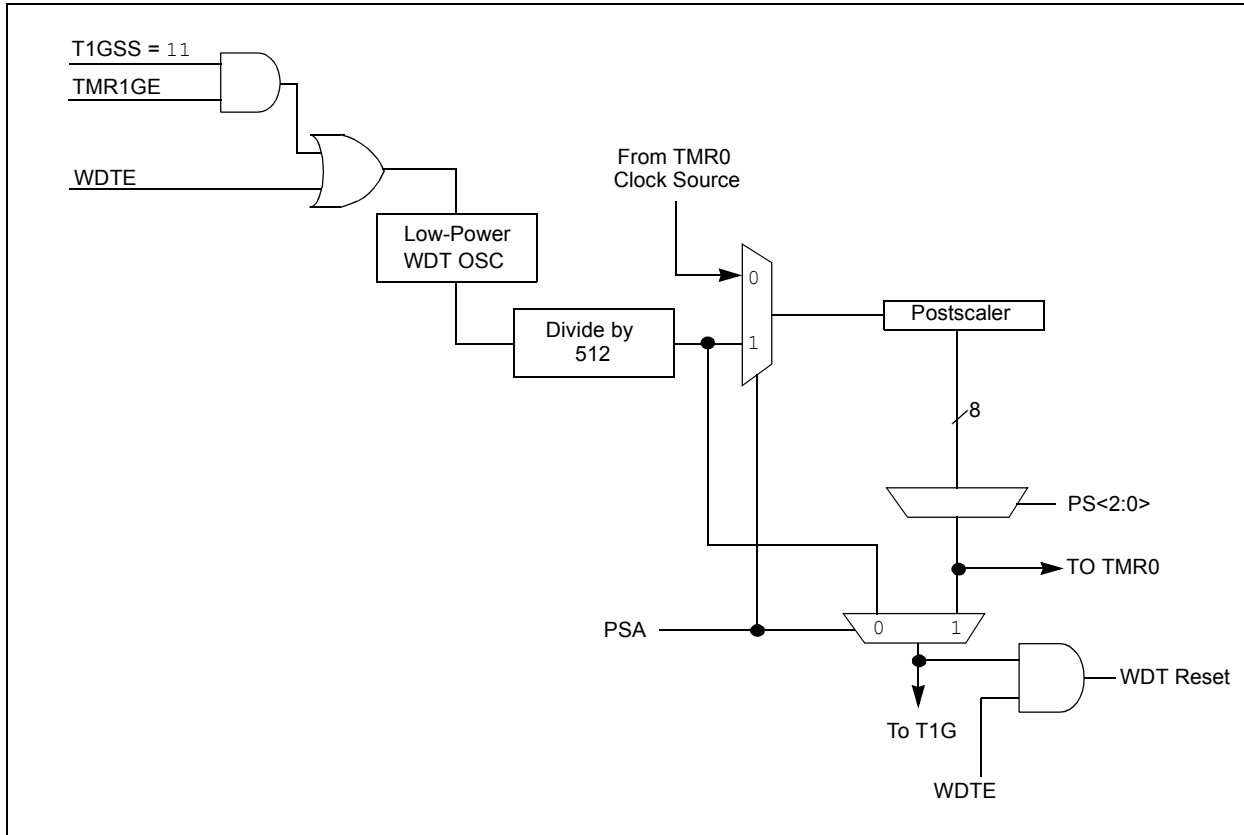 T1GSS = 11
TMR1GE
WDTE
From TMR0
Clock Source
Low-Power
WDT OSC
0
1
Divide by
512
Postscaler
8
PS<2:0>
TO TMR0
PSA
0
1
WDT Reset
To T1G
WDTE